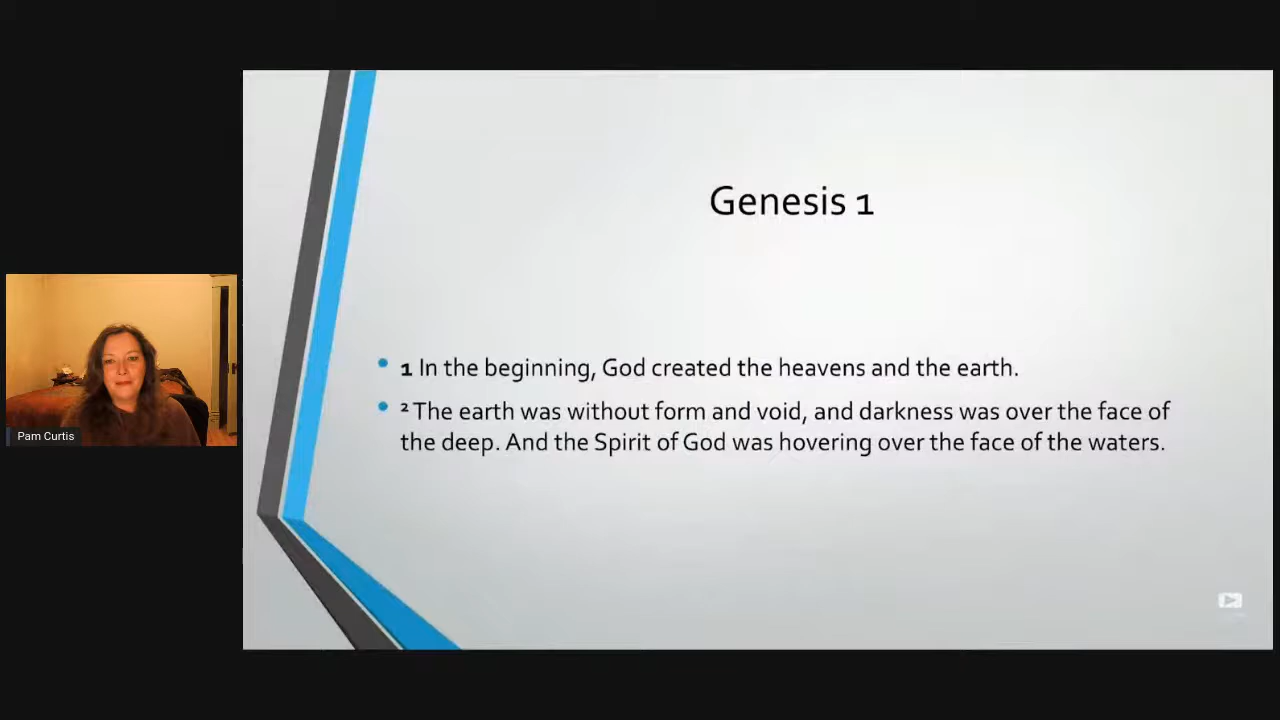 Genesis 1
1 In the beginning, God created the heavens and the earth.
2 The earth was without form and void, and darkness was over the face of
the deep. And the Spirit of God was hovering over the face of the waters.
Pam Curtis